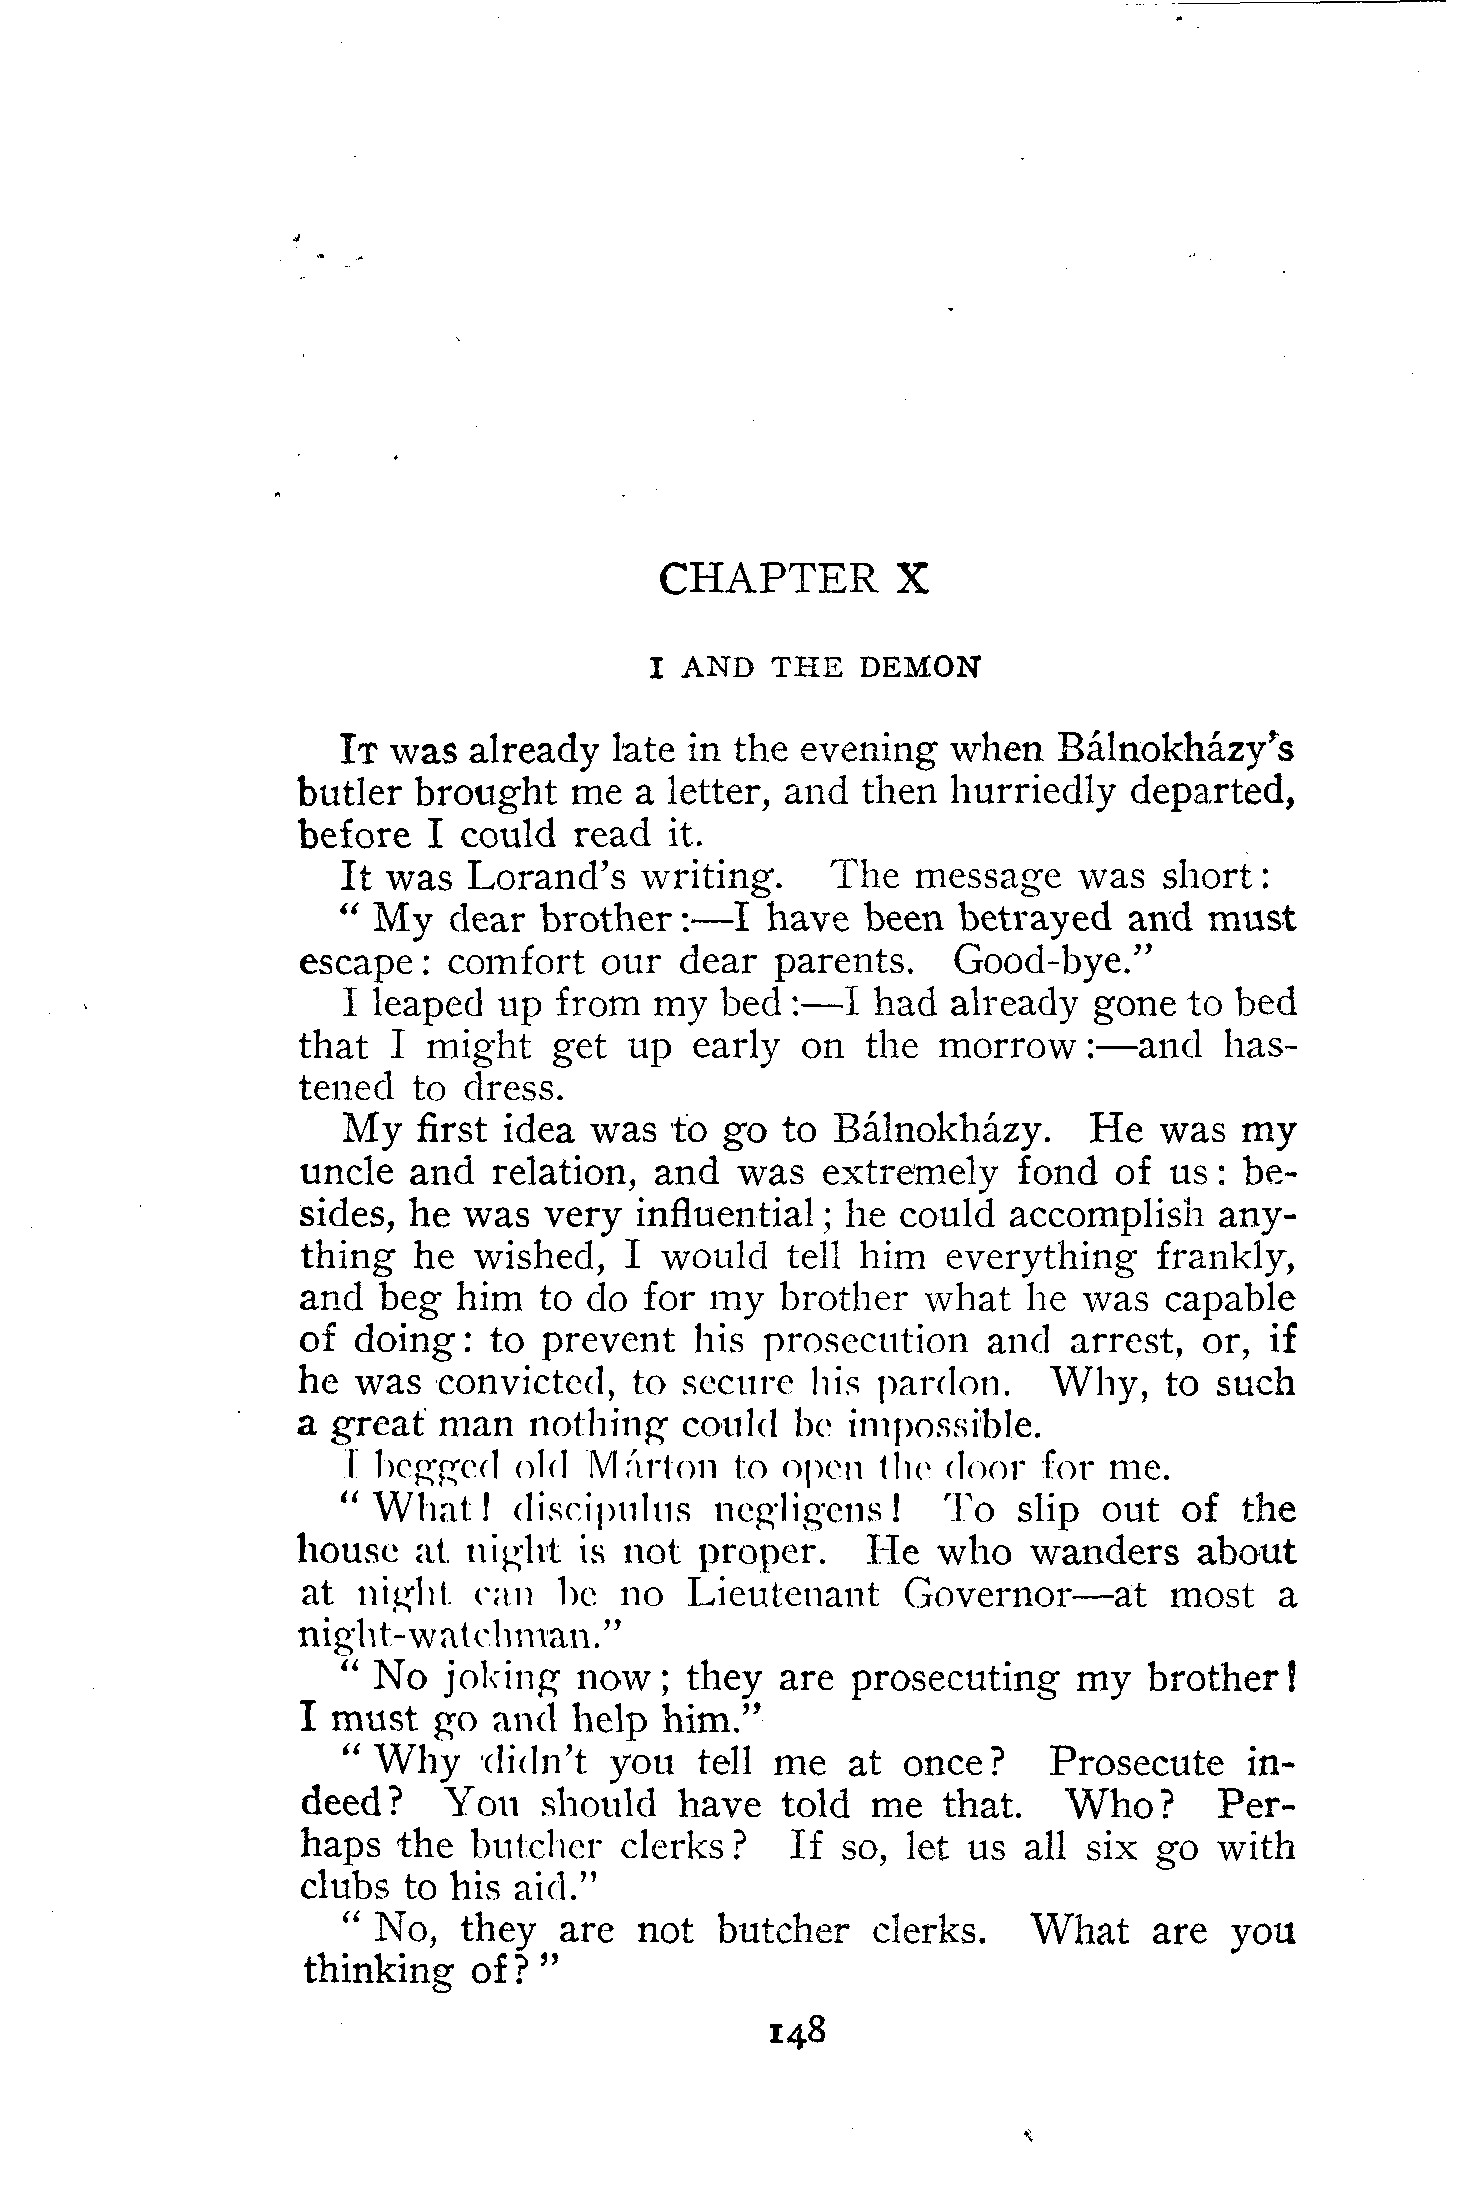 CHAPTER X
I AND THE DEMON
IT was already late in the evening when Bálnokházy's
butler brought me a letter, and then hurriedly departed,
before I could read it.
It was Lorand's writing. The message was short:
" My dear brother:—I have been betrayed and must
escape: comfort our dear parents. Good-bye."
I leaped up from my bed:—I had already gone to bed
that I might get up early on the morrow:—and has-
tened to dress.
My first idea was to go to Bálnokházy. He was my
uncle and relation, and was extremely fond of us: be-
sides, he was very influential; he could accomplish any-
thing he wished, I would tell him everything frankly,
and beg him to do for my brother what he was capable
of doing: to prevent his prosecution and arrest, or, if
he was convicted, to secure his pardon. Why, to such
a great man nothing could be impossible.
I begged old Márton to open the door for me.
" What! discipulus negligens! To slip out of the
house at night is not proper. He who wanders about
at night can be no Lieutenant Governor—at most a
night-watchman."
" No joking now; they are prosecuting my brother!
I must go and help him."
" Why didn't you tell me at once? Prosecute in-
deed? You should have told me that. Who? Per-
haps the butcher clerks? If so, let us all six go with
clubs to his aid."
" No, they are not butcher clerks. What are you
thinking of?"
148